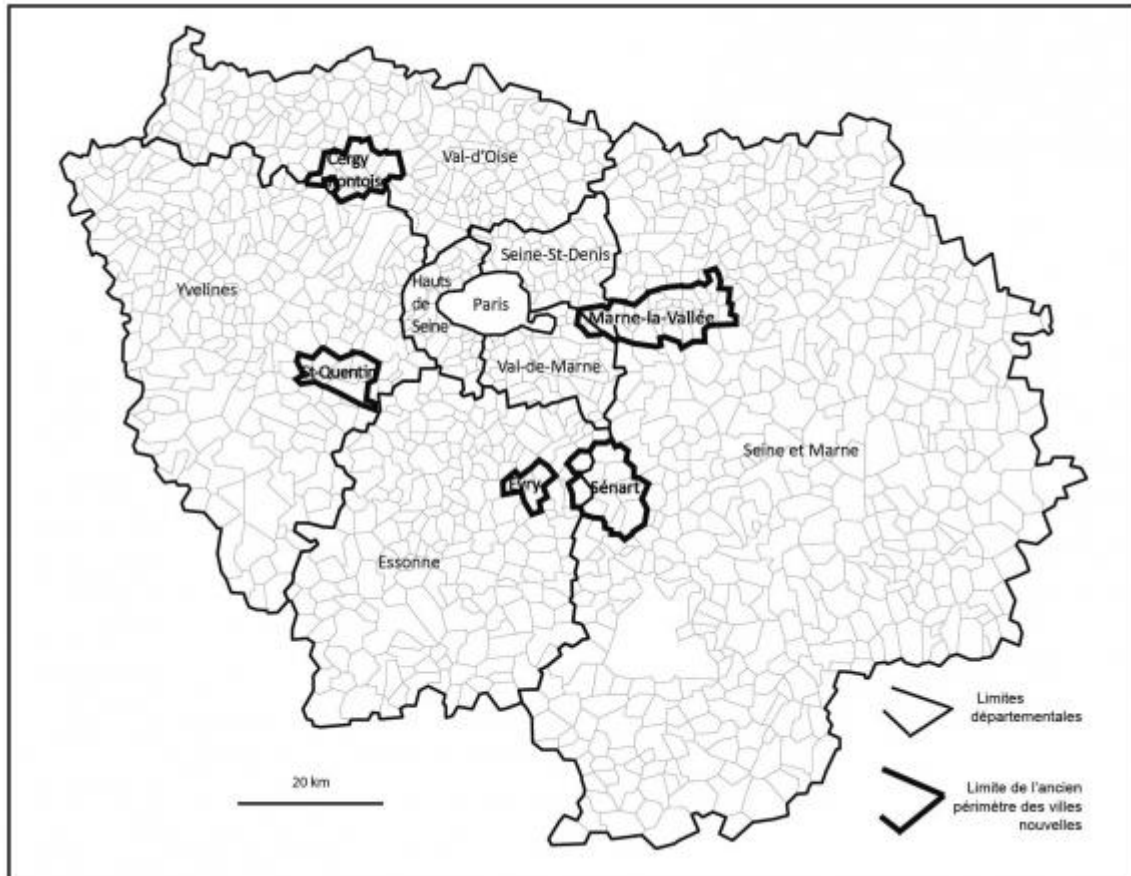 Cergy
Pontoise
Val-d'Oise
Seine-St-Denis
Hauts
de
Seine
Paris
Yvelines
Marne-la-Vallée
St-Quentin
Val-de-Marne
Seine et Marne
Evry
Sénart
Essonne
Limites
départementales
20 km
Limite de l'ancien
périmètre des villes
nouvelles